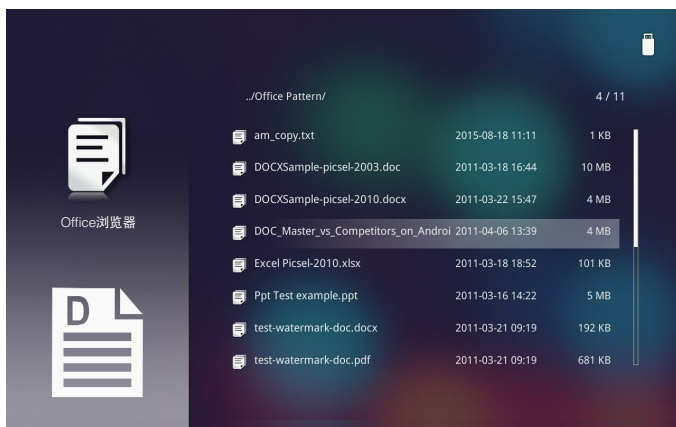 ../Office Pattern/ 4 / 11
am_copy.txt 2015-08-18 11:11 1 KB
DOCXSample-picsel-2003.doc 2011-03-18 16:44 10 MB
DOCXSample-picsel-2010.docx 2011-03-22 15:47 4 MB
DOC_Master_vs_Competitors_on_Androi 2011-04-06 13:39 4 MB
Excel Picsel-2010.xlsx 2011-03-18 18:52 101 KB
Ppt Test example.ppt 2011-03-16 14:22 5 MB
test-watermark-doc.docx 2011-03-21 09:19 192 KB
test-watermark-doc.pdf 2011-03-21 09:19 681 KB
Office浏览器
D